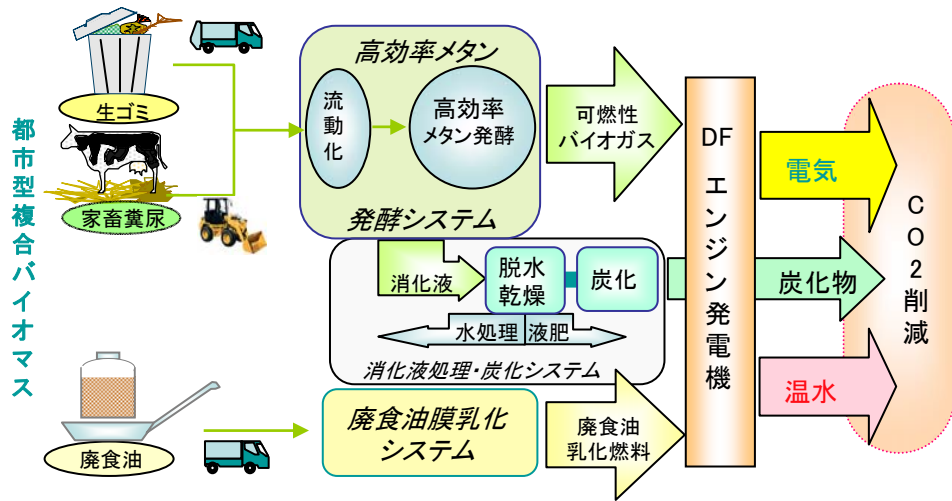 都市型複合バイオマス
生ゴミ
家畜糞尿
廃食油
高効率メタン
流動化
高効率
メタン発酵
発酵システム
消化液
脱水
乾燥
炭化
水処理
液肥
消化液処理・炭化システム
廃食油膜乳化
システム
可燃性
バイオガス
廃食油
乳化燃料
DF エンジン発電機
電気
炭化物
温水
CO2削減